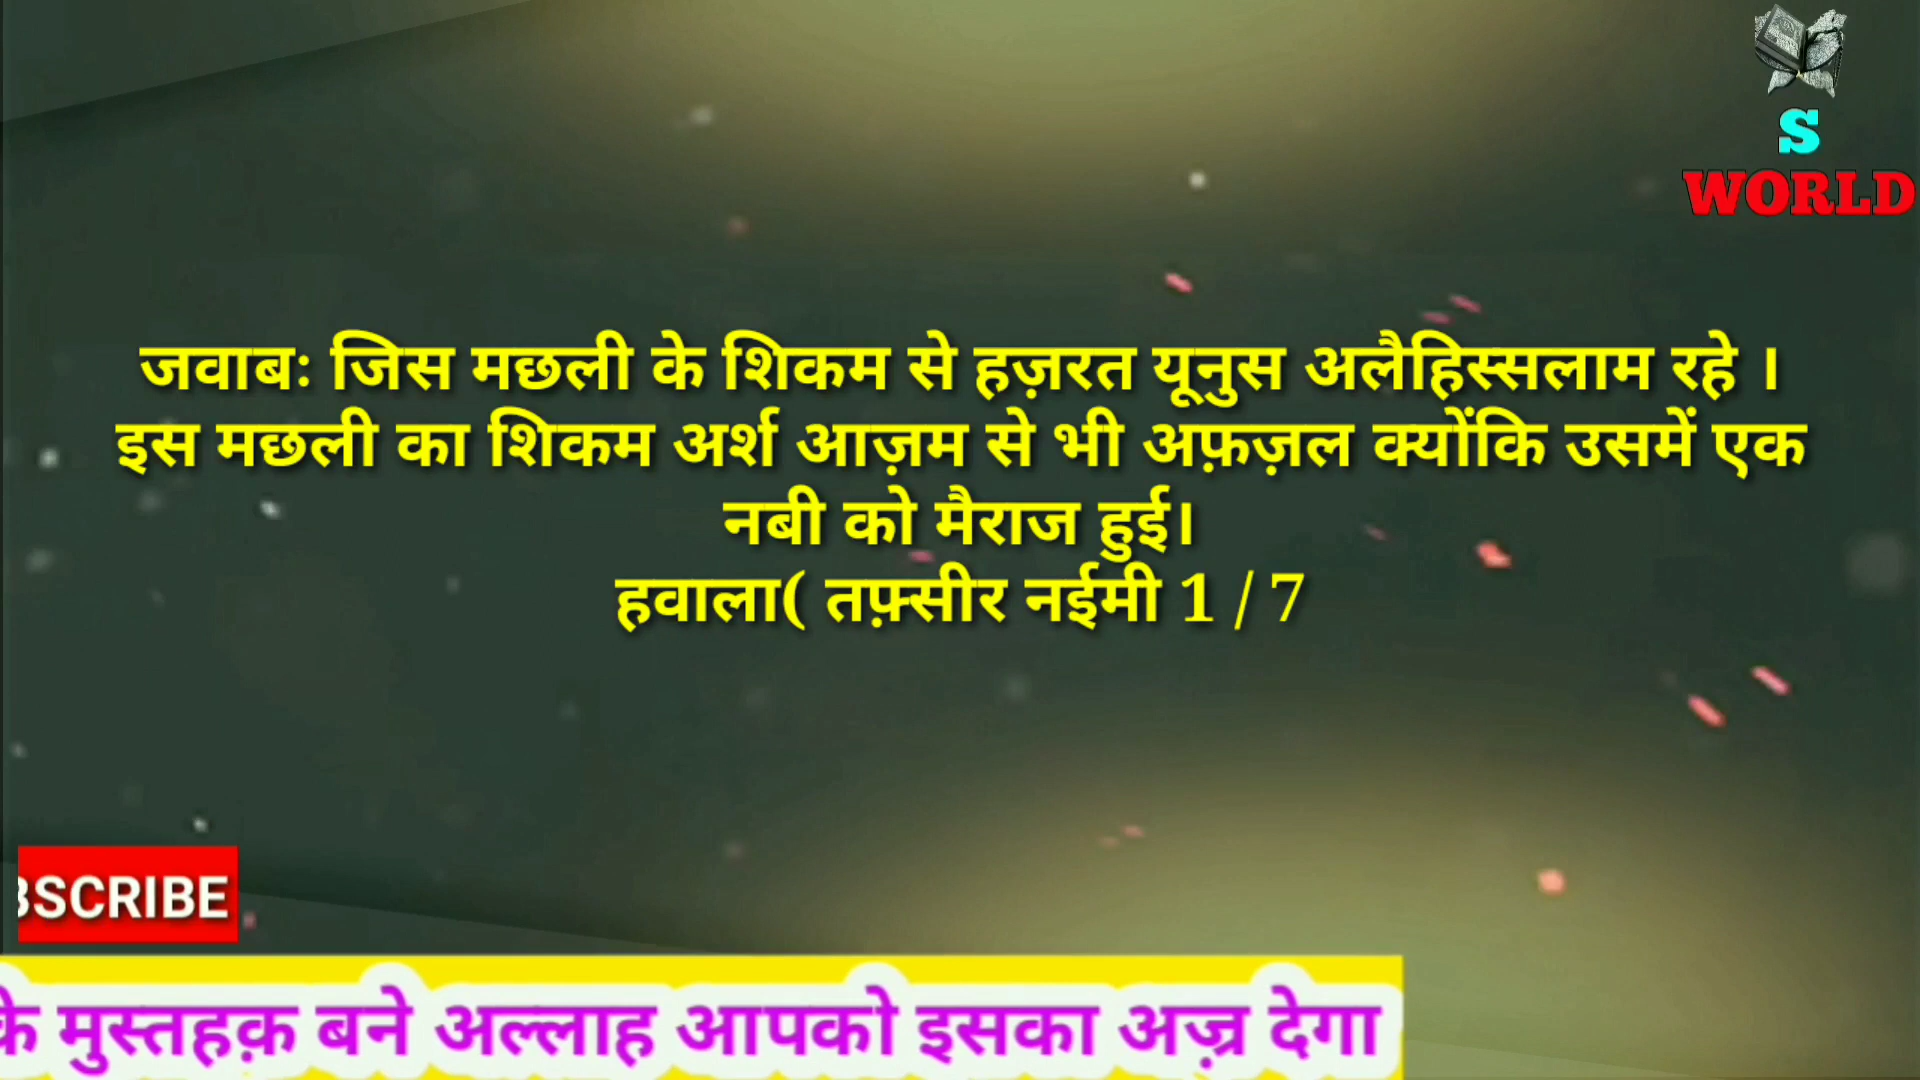 S
WORLD
जवाबः जिस मछली के शिकम से हज़रत यूनुस अलैहिस्सलाम रहे ।
इस मछली का शिकम अर्श आज़म से भी अफ़ज़ल क्योंकि उसमें एक
नबी को मैराज हुई।
हवाला( तफ़्सीर नईमी 1 / 7
BSCRIBE
के मुस्तहक़ बने अल्लाह आपको इसका अज़्र देगा